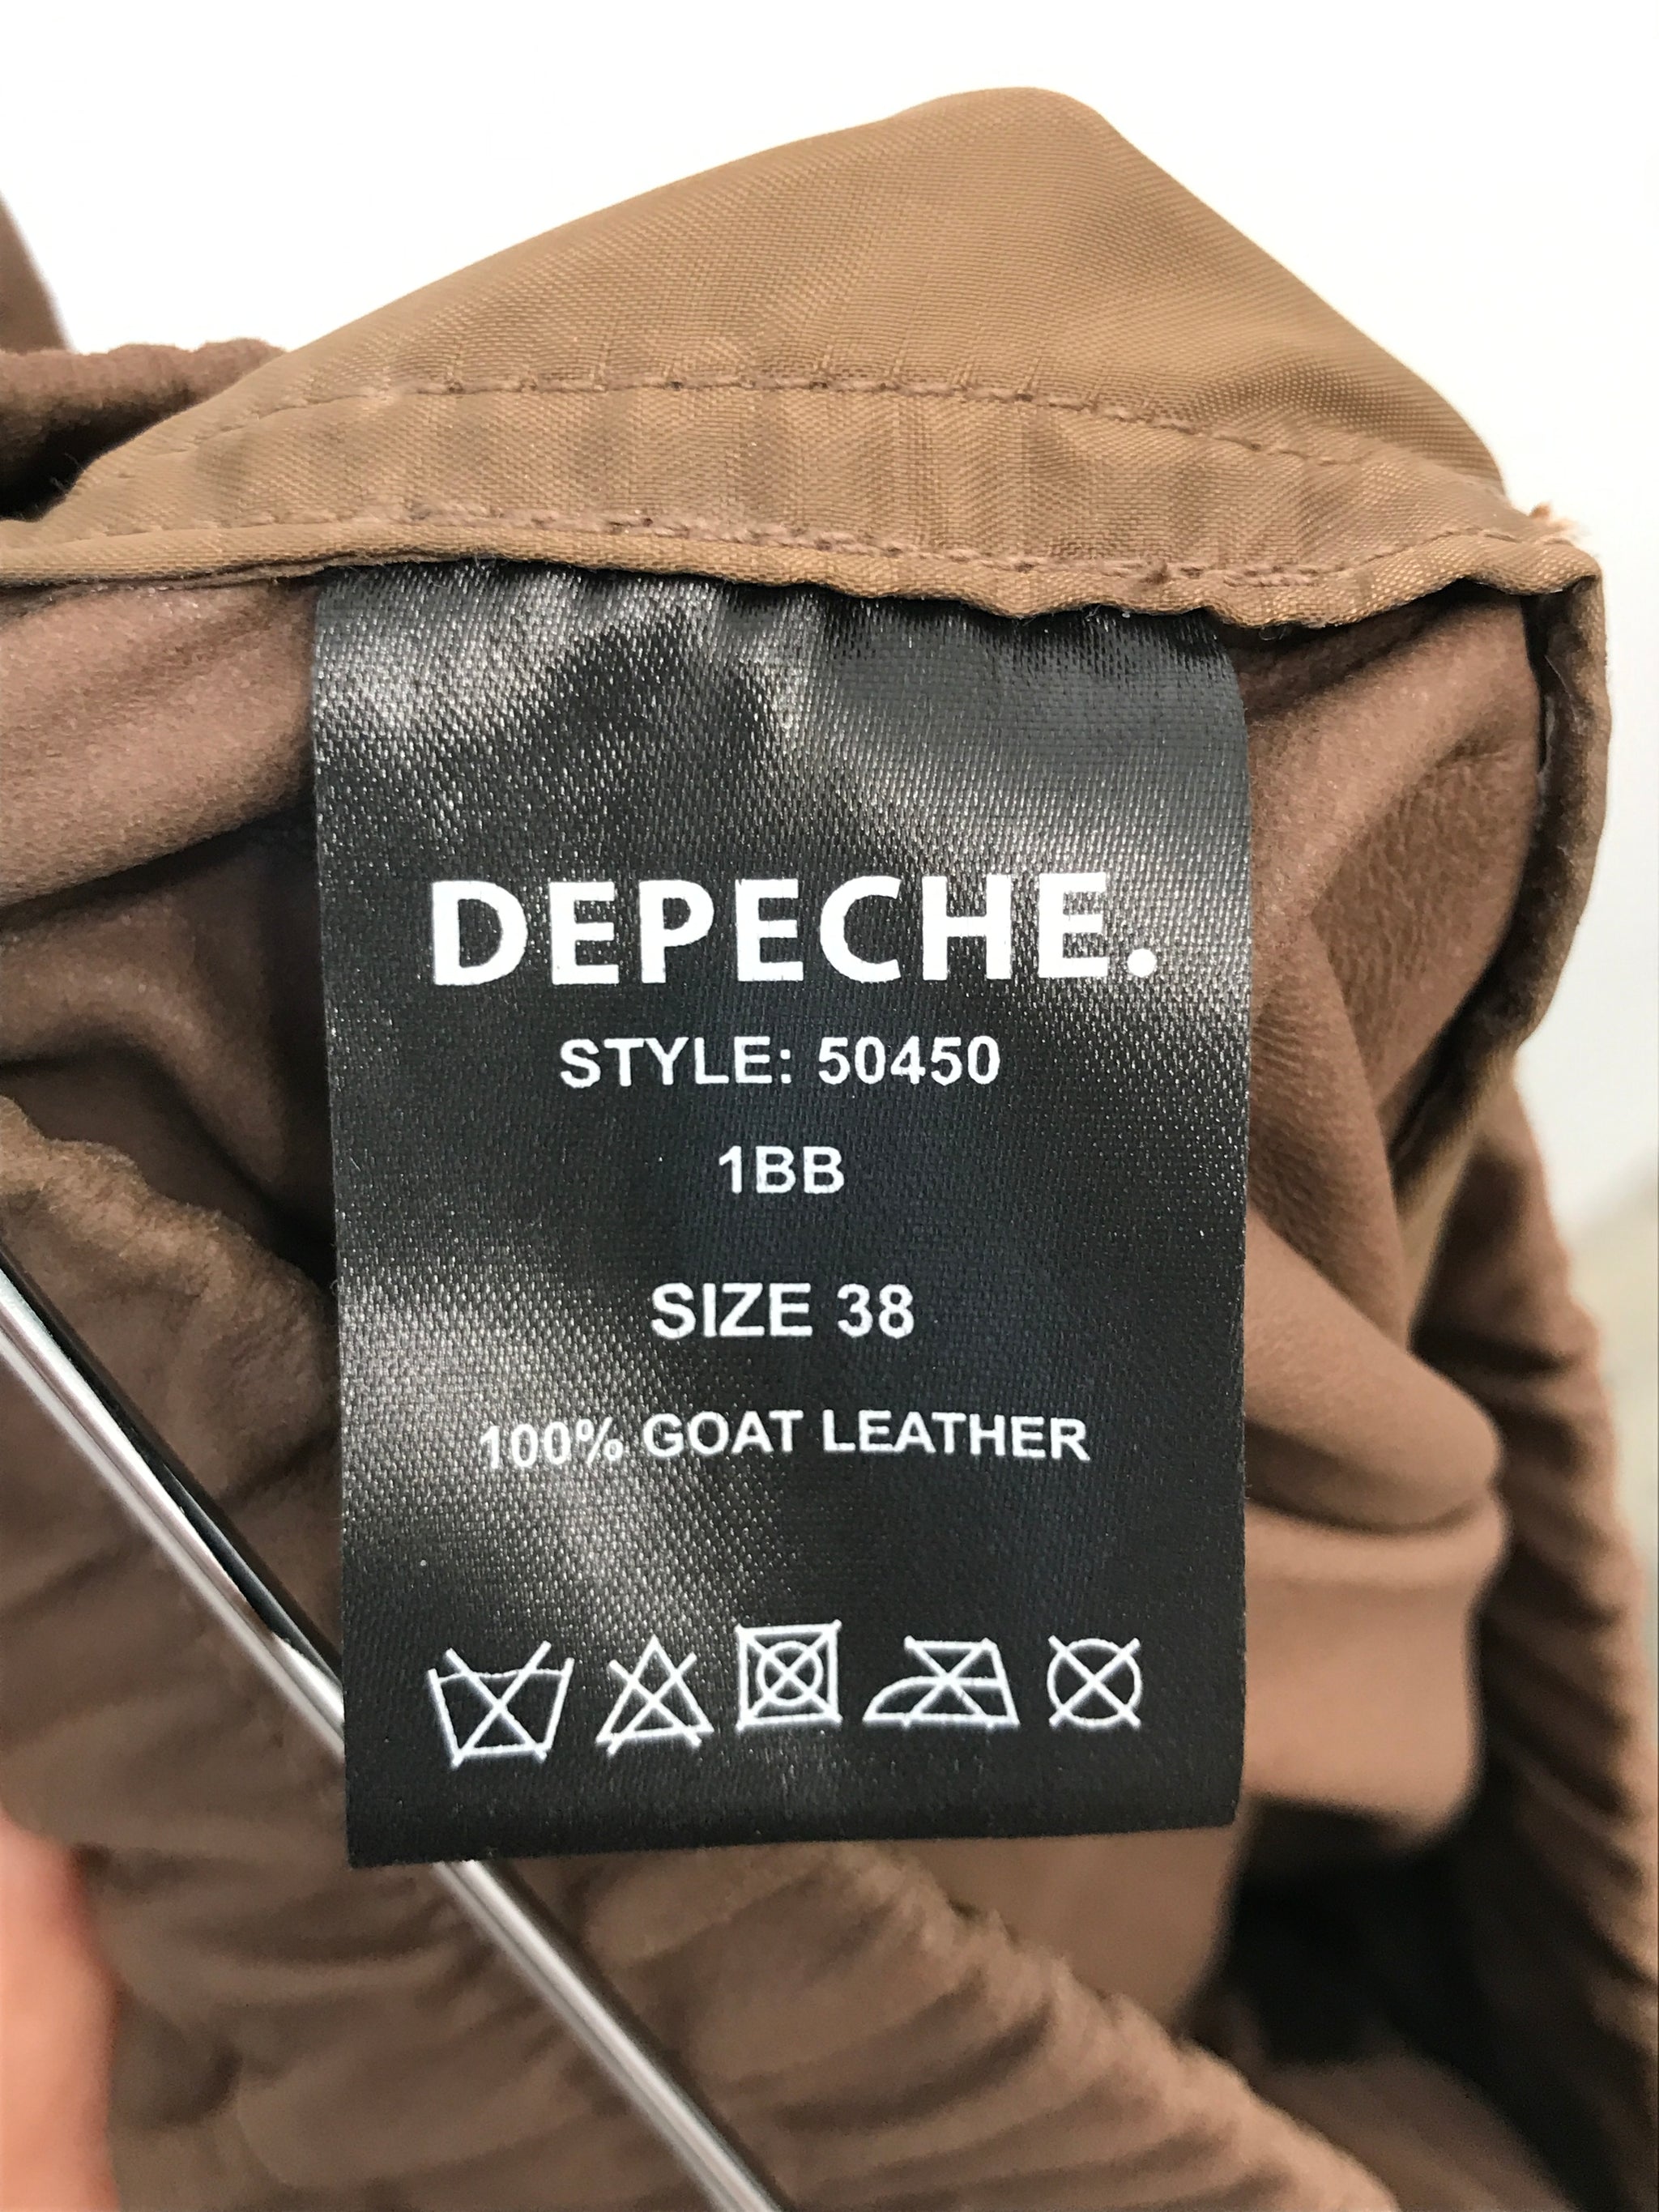 DEPECHE.
STYLE: 50450
1BB
SIZE 38
100% GOAT LEATHER